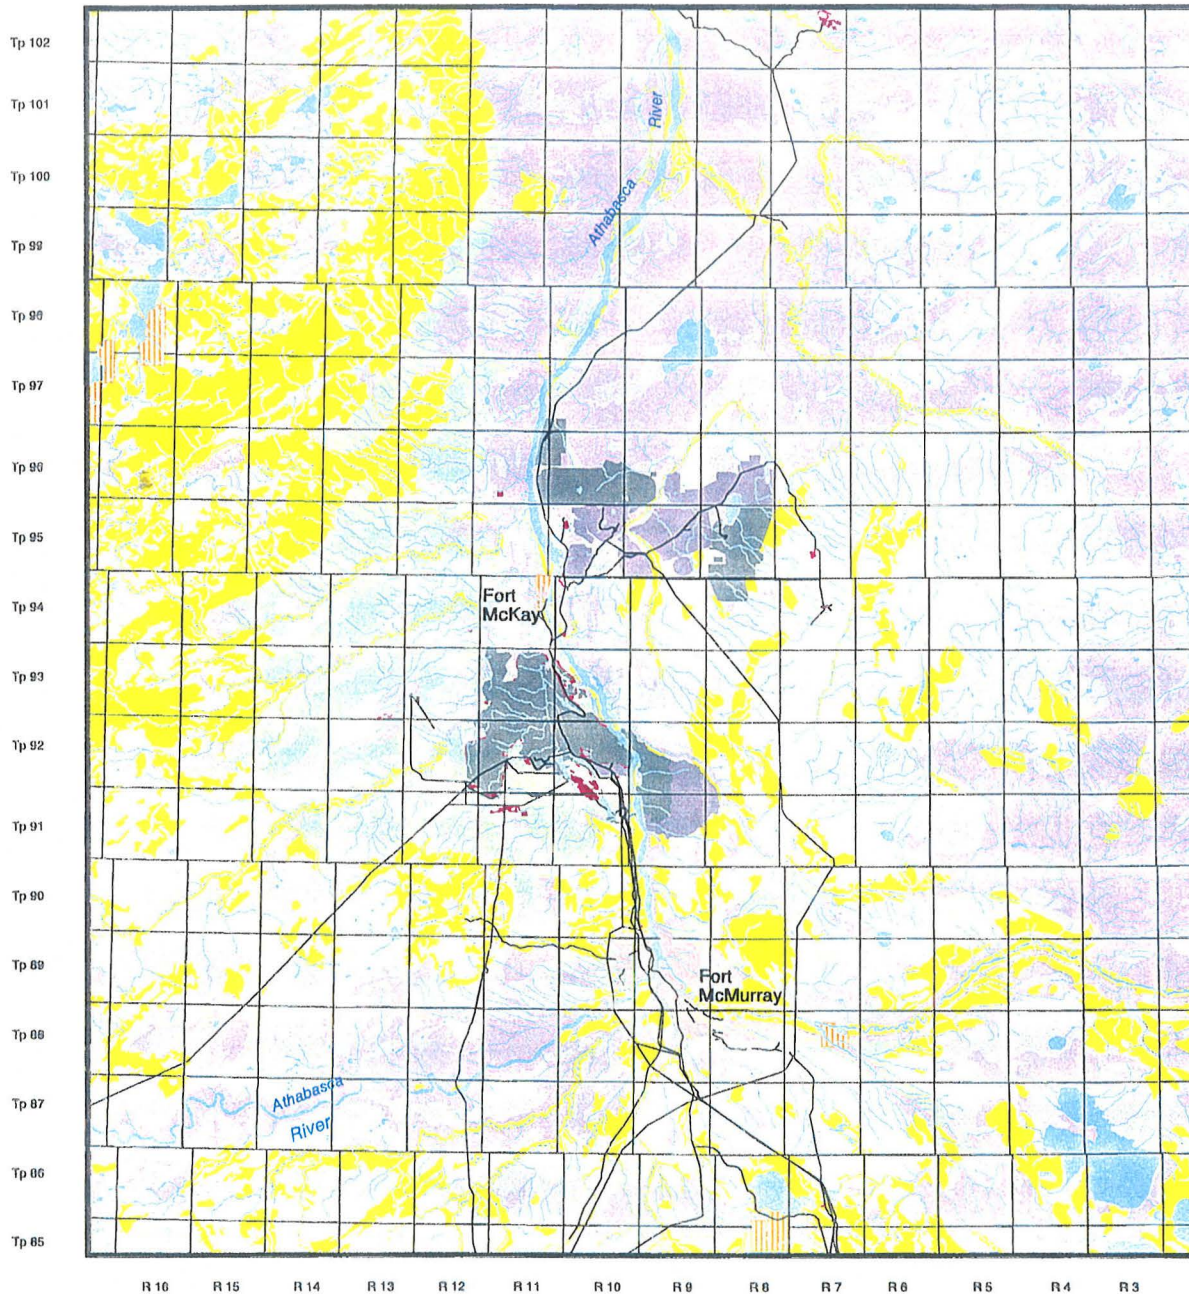 Tp 102
Tp 101
River
Tp 100
Athabasca
Tp 99
Tp 98
Tp 97
Tp 96
Tp 95
Tp 94
Fort
McKay
Tp 93
Tp 92
Tp 91
Tp 90
Tp 89
Fort
McMurray
Tp 88
Athabasca
River
Tp 87
Tp 86
Tp 85
R 16 R 15 R 14 R 13 R 12 R 11 R 10 R 9 R 8 R 7 R 6 R 5 R 4 R 3